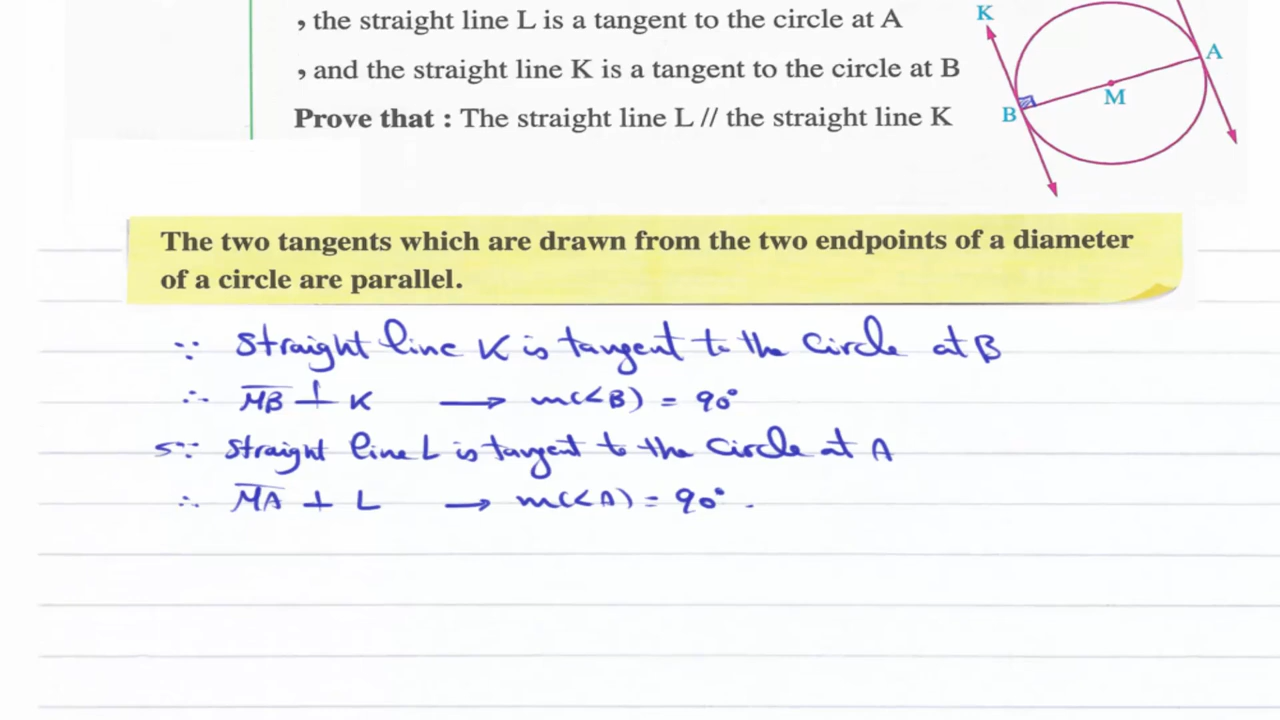 , the straight line L is a tangent to the circle at A
, and the straight line K is a tangent to the circle at B
Prove that : The straight line L // the straight line K
K
A
M
B
The two tangents which are drawn from the two endpoints of a diameter
of a circle are parallel.
∵ Straight line K is tangent to the circle at B
∴ M̅B̅ ⊥ K ⟶ m(<B) = 90°
, ∵ Straight line L is tangent to the circle at A
∴ M̅A̅ ⊥ L ⟶ m(<A) = 90°.